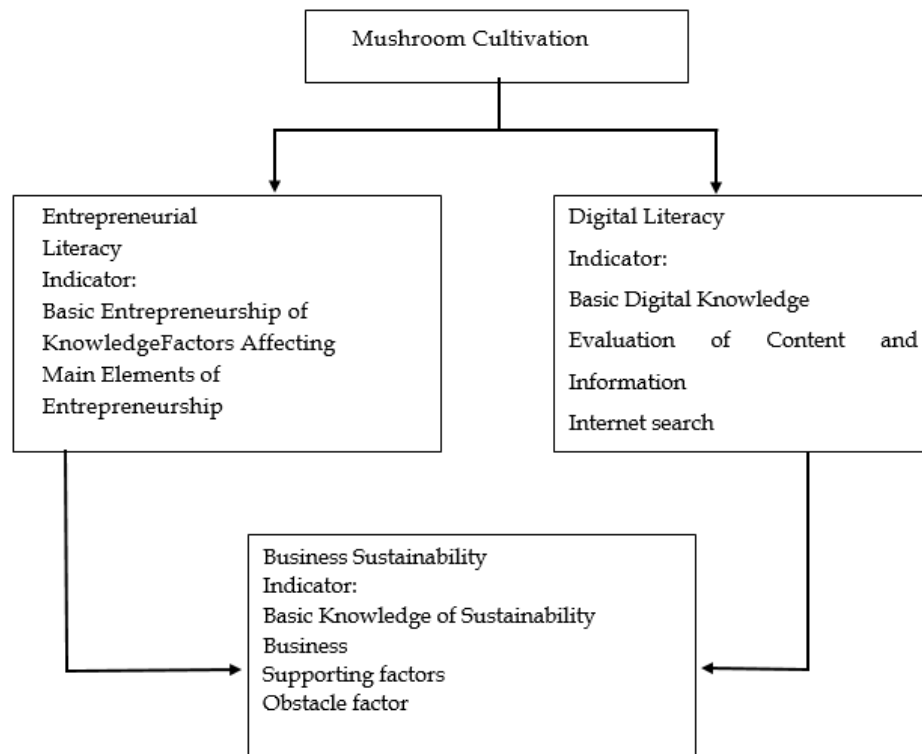 Mushroom Cultivation
Entrepreneurial
Literacy
Indicator:
Basic Entrepreneurship of
KnowledgeFactors Affecting
Main Elements of
Entrepreneurship
Digital Literacy
Indicator:
Basic Digital Knowledge
Evaluation of Content and
Information
Internet search
Business Sustainability
Indicator:
Basic Knowledge of Sustainability
Business
Supporting factors
Obstacle factor